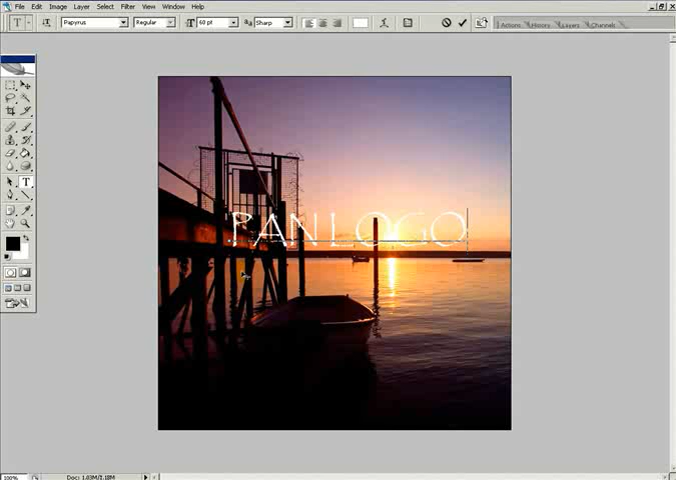 File Edit Image Layer Select Filter View Window Help
Papyrus Regular 60 pt aa Sharp Actions History Layers Channels
PANLOGO
100% Doc: 1.03M/1.18M